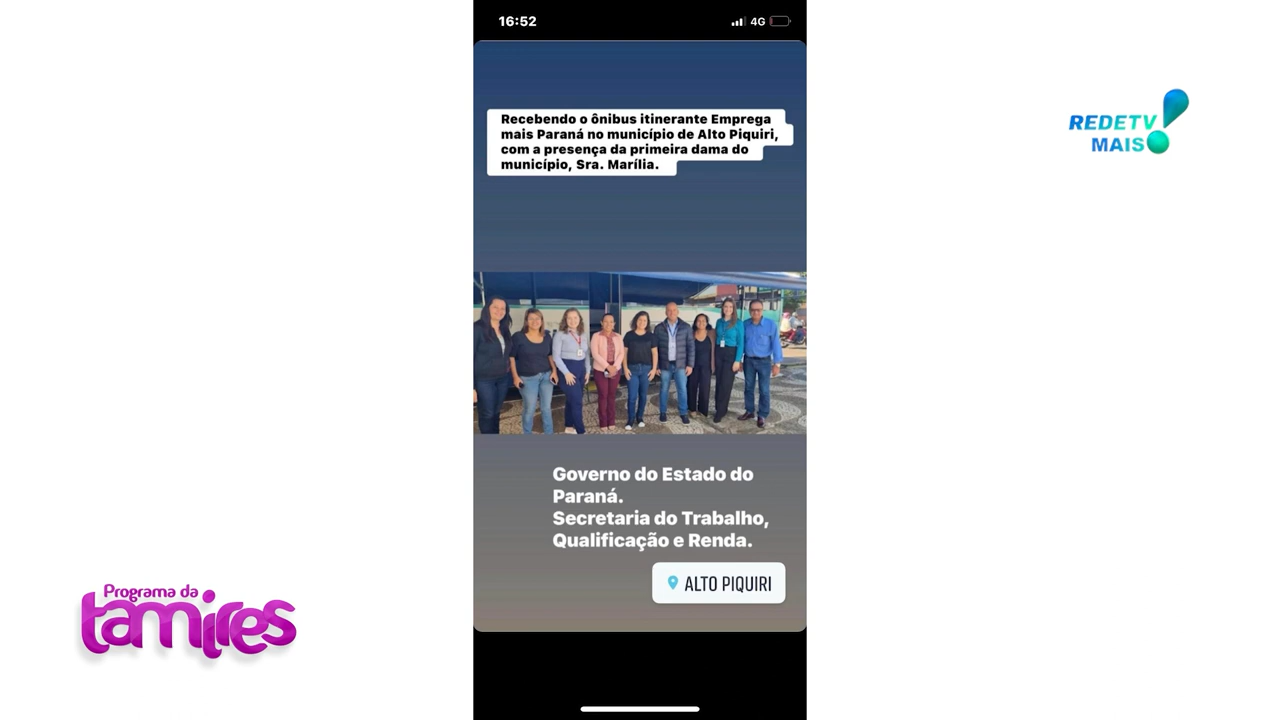 16:52
4G
Recebendo o ônibus itinerante Emprega
mais Paraná no município de Alto Piquiri,
com a presença da primeira dama do
município, Sra. Marília.
REDETV!
MAIS
Governo do Estado do
Paraná.
Secretaria do Trabalho,
Qualificação e Renda.
ALTO PIQUIRI
Programa da
tamires